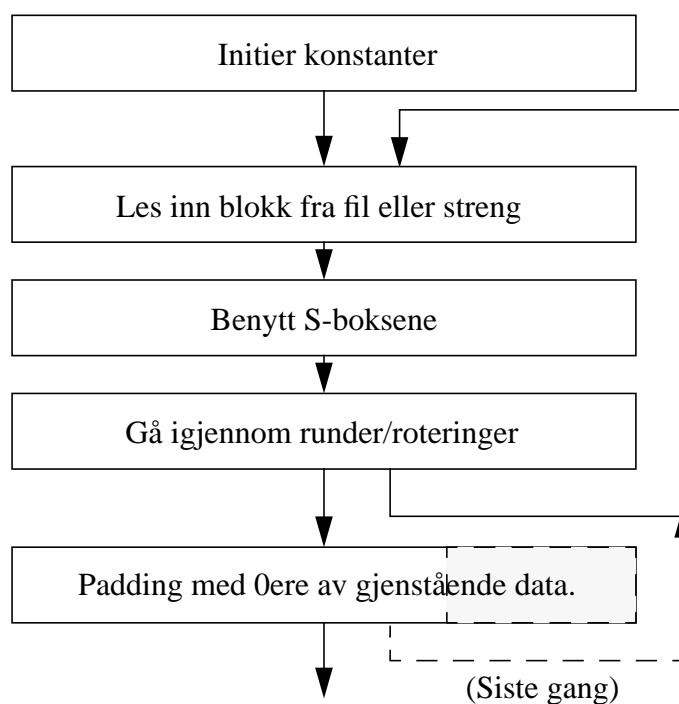 Initier konstanter
Les inn blokk fra fil eller streng
Benytt S-boksene
Gå igjennom runder/roteringer
Padding med 0ere av gjenstående data.
(Siste gang)